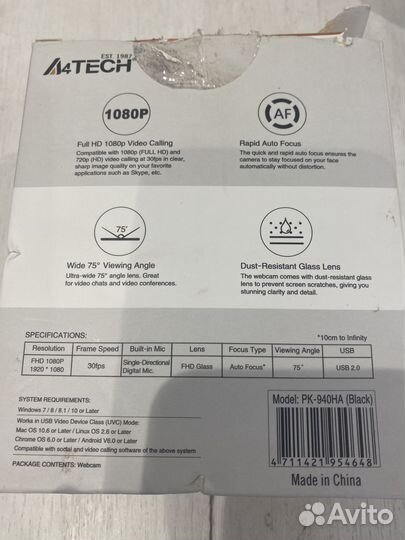 EST. 1987
A4TECH
1080P
AF
Full HD 1080p Video Calling
Compatible with 1080p (FULL HD) and
720p (HD) video calling at 30fps in clear,
sharp image quality on your favorite
applications such as Skype, etc.
Rapid Auto Focus
The quick and rapid auto focus ensures the
camera to stay focused on your face
automatically without distortion.
75°
Wide 75° Viewing Angle
Ultra-wide 75° angle lens. Great
for video chats and video conferences.
Dust-Resistant Glass Lens
The webcam comes with dust-resistant glass
lens to prevent screen scratches, giving you
stunning clarity and detail.
SPECIFICATIONS:
*10cm to Infinity
Resolution Frame Speed Built-in Mic Lens Focus Type Viewing Angle USB
FHD 1080P 1920 * 1080 30fps Single-Directional Digital Mic. FHD Glass Auto Focus* 75° USB 2.0
SYSTEM REQUIREMENTS:
Windows 7 / 8 / 8.1 / 10 or Later
Works in USB Video Device Class (UVC) Mode:
Mac OS 10.6 or Later / Linux OS 2.6 or Later
Chrome OS 6.0 or Later / Android V8.0 or Later
Compatible with social and video calling software of the above system
PACKAGE CONTENTS: Webcam
Model: PK-940HA (Black)
4 711421 954648
Made in China
Avito